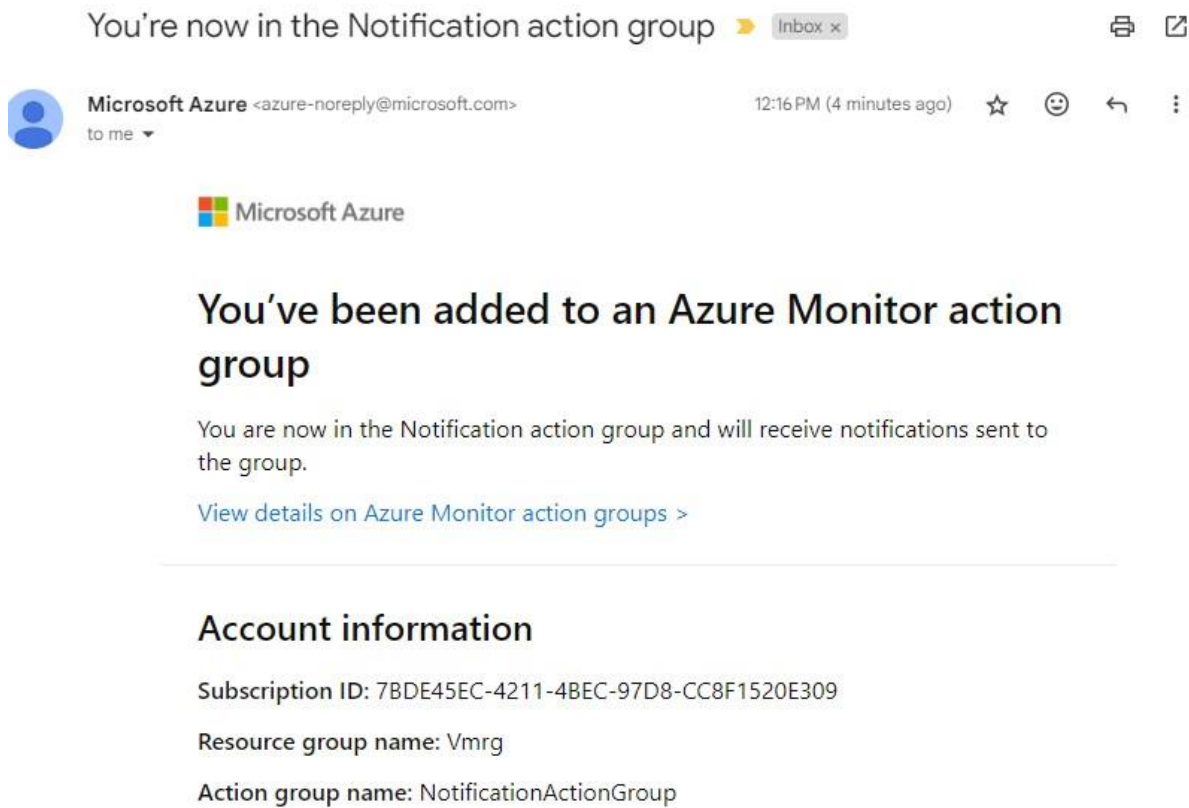 You're now in the Notification action group Inbox x
Microsoft Azure <azure-noreply@microsoft.com> 12:16 PM (4 minutes ago)
to me
Microsoft Azure
You've been added to an Azure Monitor action
group
You are now in the Notification action group and will receive notifications sent to
the group.
View details on Azure Monitor action groups >
Account information
Subscription ID: 7BDE45EC-4211-4BEC-97D8-CC8F1520E309
Resource group name: Vmrg
Action group name: NotificationActionGroup